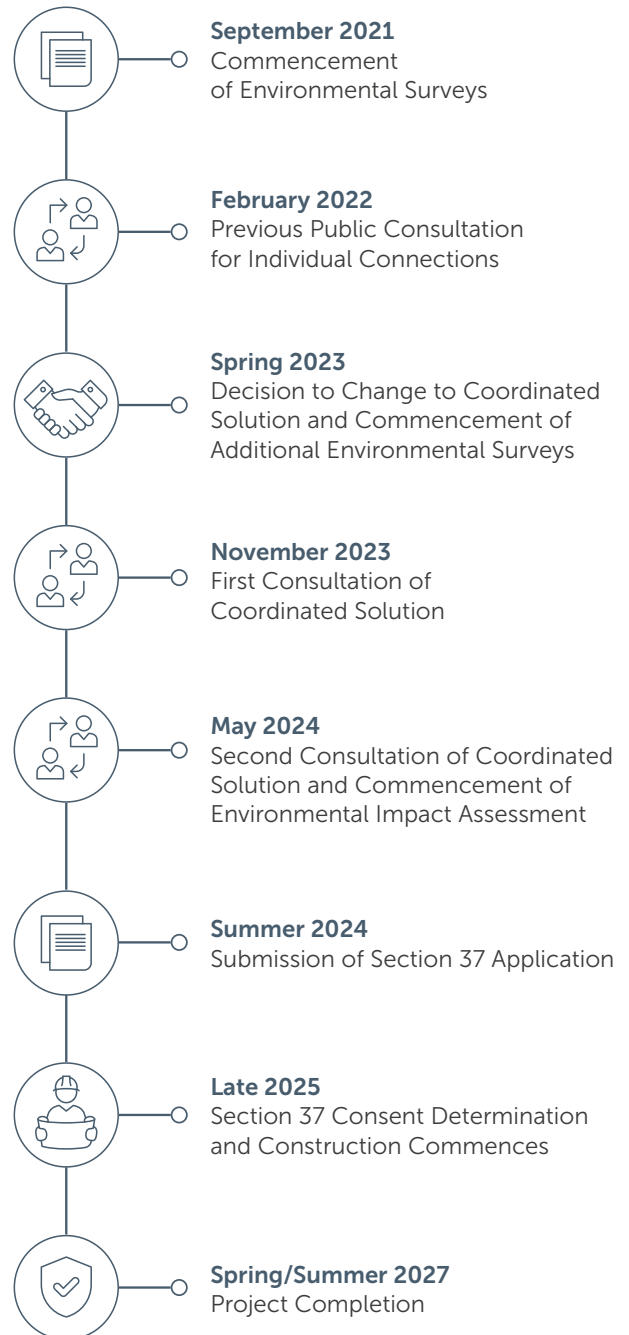 September 2021
Commencement
of Environmental Surveys
February 2022
Previous Public Consultation
for Individual Connections
Spring 2023
Decision to Change to Coordinated
Solution and Commencement of
Additional Environmental Surveys
November 2023
First Consultation of
Coordinated Solution
May 2024
Second Consultation of Coordinated
Solution and Commencement of
Environmental Impact Assessment
Summer 2024
Submission of Section 37 Application
Late 2025
Section 37 Consent Determination
and Construction Commences
Spring/Summer 2027
Project Completion